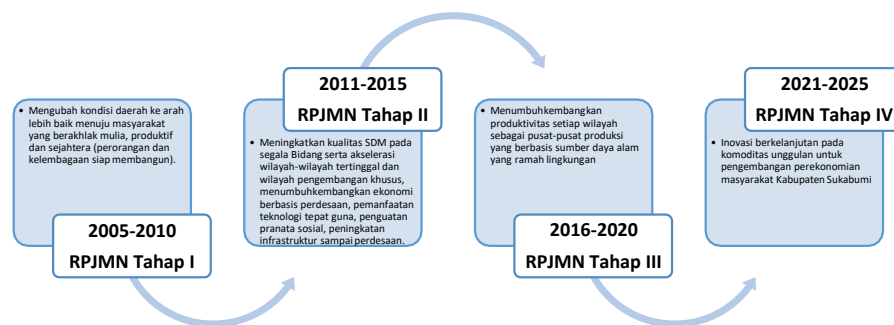 • Mengubah kondisi daerah ke arah
lebih baik menuju masyarakat
yang berakhlak mulia, produktif
dan sejahtera (perorangan dan
kelembagaan siap membangun).
2005-2010
RPJMN Tahap I
2011-2015
RPJMN Tahap II
• Meningkatkan kualitas SDM pada
segala Bidang serta akselerasi
wilayah-wilayah tertinggal dan
wilayah pengembangan khusus,
menumbuhkembangkan ekonomi
berbasis perdesaan, pemanfaatan
teknologi tepat guna, penguatan
pranata sosial, peningkatan
infrastruktur sampai perdesaan.
• Menumbuhkembangkan
produktivitas setiap wilayah
sebagai pusat-pusat produksi
yang berbasis sumber daya alam
yang ramah lingkungan
2016-2020
RPJMN Tahap III
2021-2025
RPJMN Tahap IV
• Inovasi berkelanjutan pada
komoditas unggulan untuk
pengembangan perekonomian
masyarakat Kabupaten Sukabumi